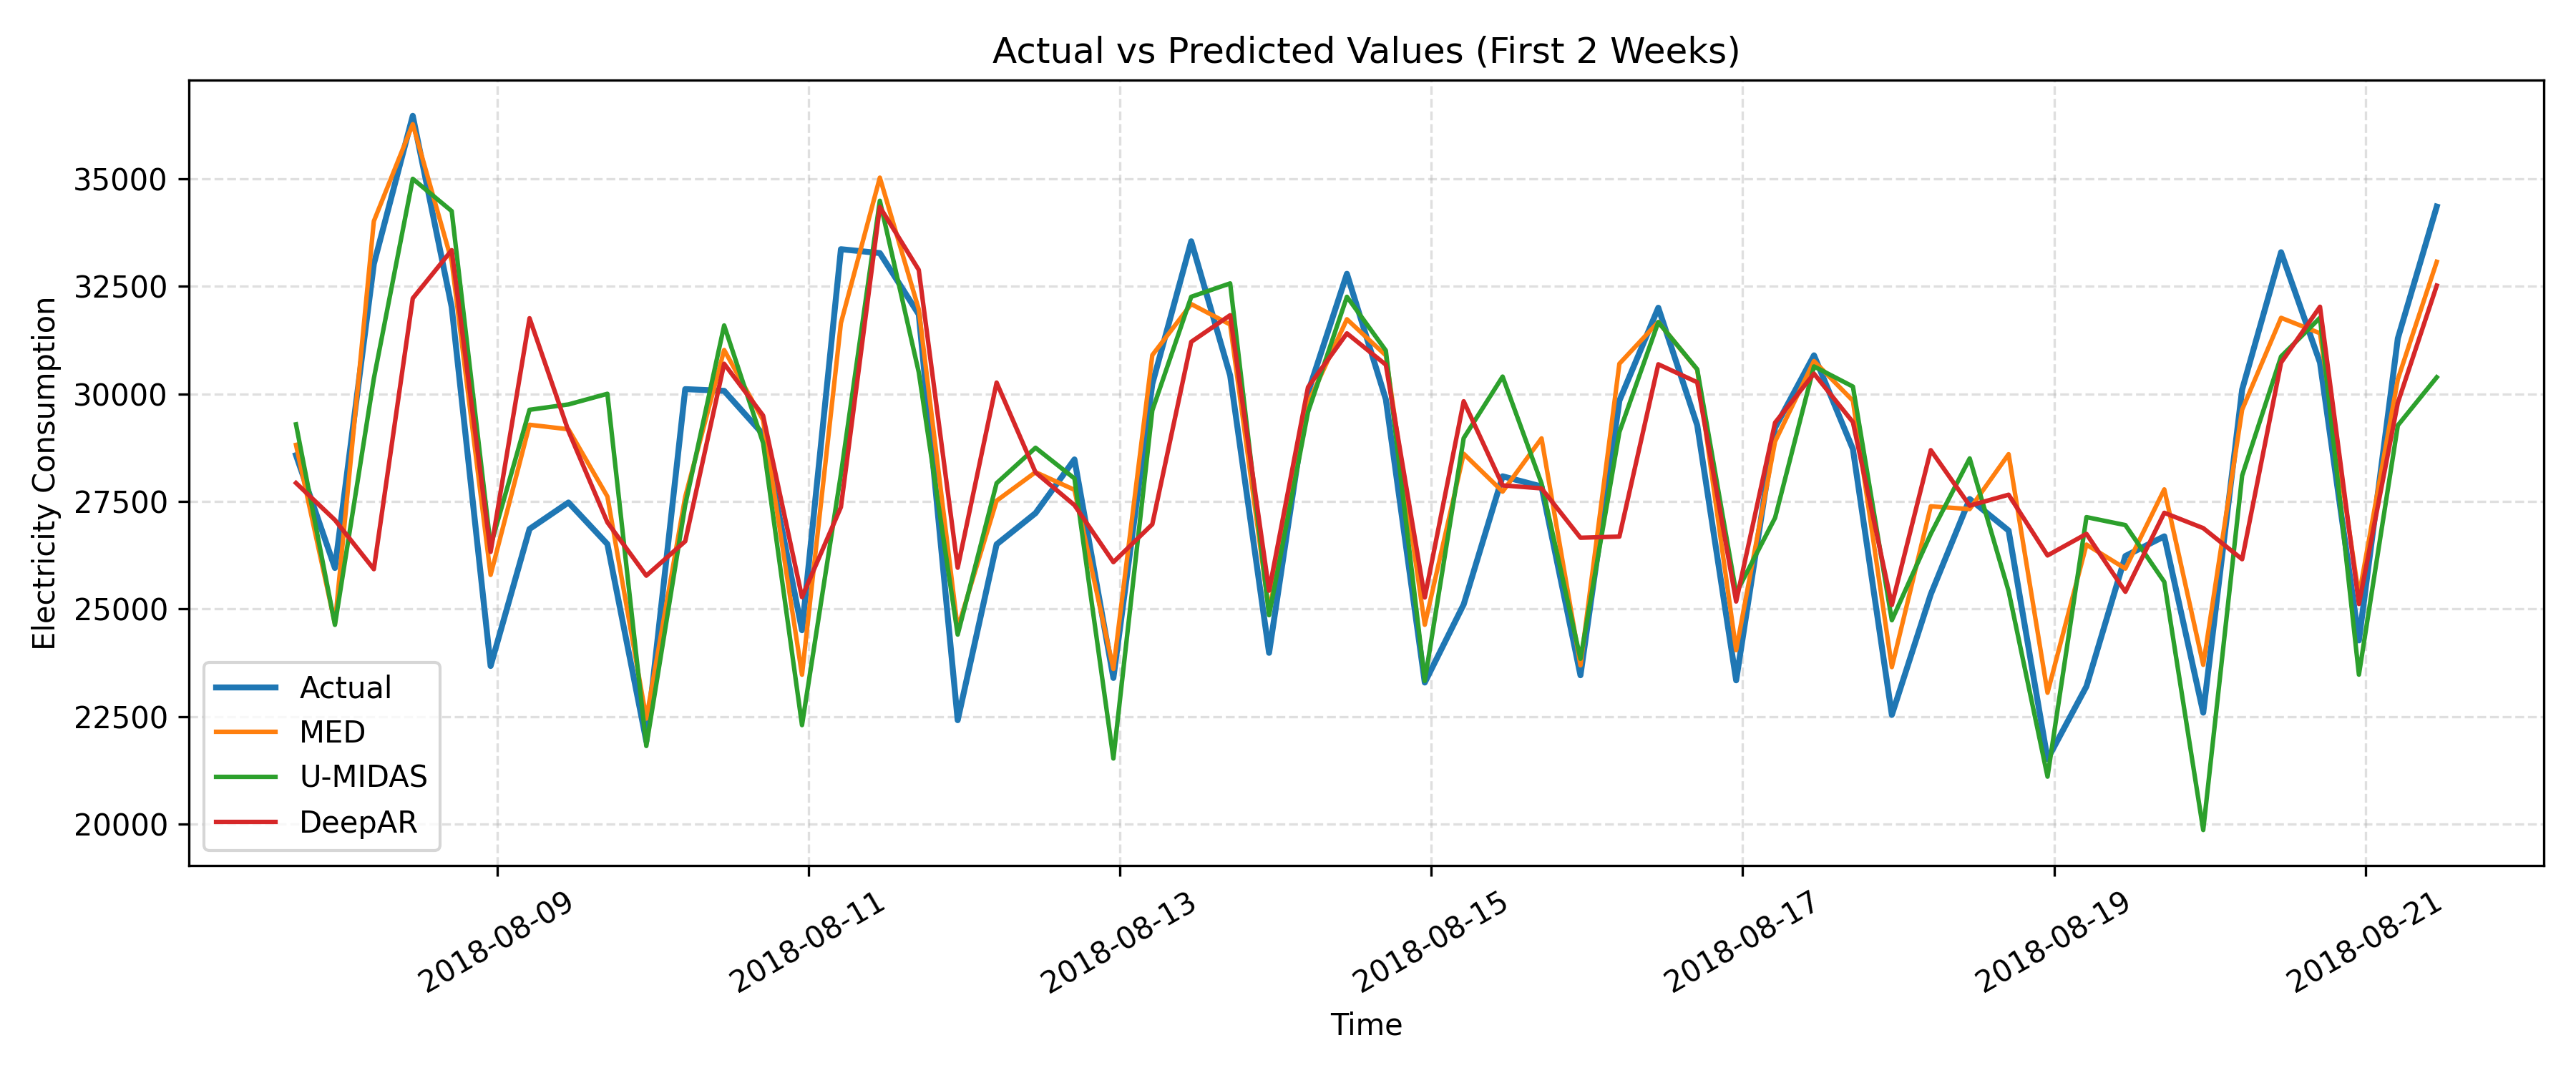 Actual vs Predicted Values (First 2 Weeks)
Electricity Consumption
35000
32500
30000
27500
25000
22500
20000
Actual
MED
U-MIDAS
DeepAR
2018-08-09
2018-08-11
2018-08-13
2018-08-15
2018-08-17
2018-08-19
2018-08-21
Time